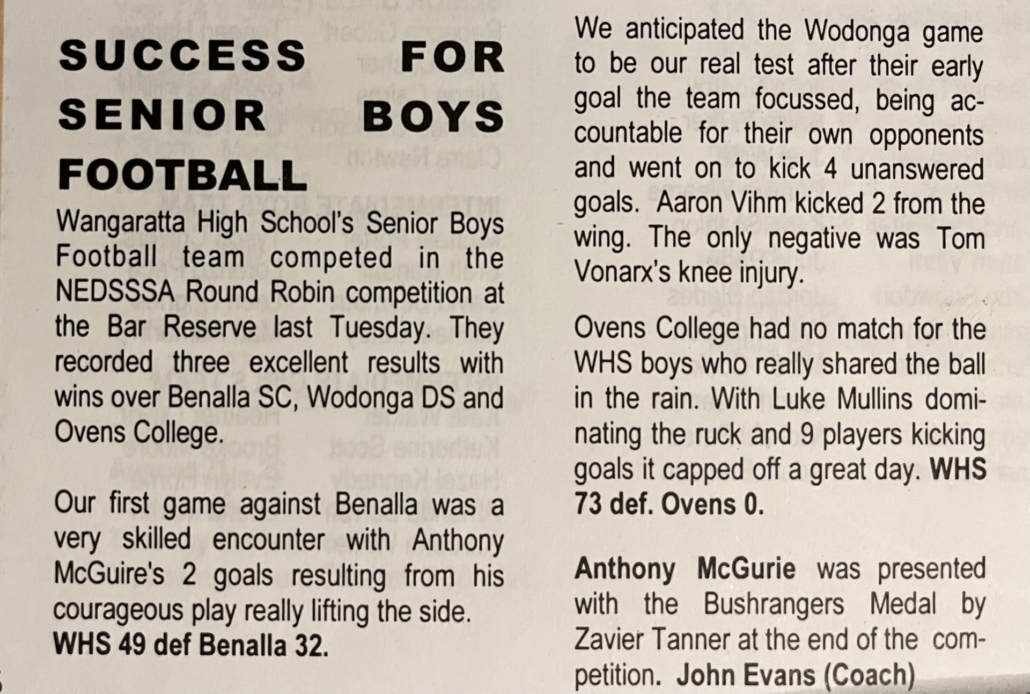 SUCCESS FOR
SENIOR BOYS
FOOTBALL
Wangaratta High School's Senior Boys
Football team competed in the
NEDSSSA Round Robin competition at
the Bar Reserve last Tuesday. They
recorded three excellent results with
wins over Benalla SC, Wodonga DS and
Ovens College.
Our first game against Benalla was a
very skilled encounter with Anthony
McGuire's 2 goals resulting from his
courageous play really lifting the side.
WHS 49 def Benalla 32.
We anticipated the Wodonga game
to be our real test after their early
goal the team focussed, being ac-
countable for their own opponents
and went on to kick 4 unanswered
goals. Aaron Vihm kicked 2 from the
wing. The only negative was Tom
Vonarx's knee injury.
Ovens College had no match for the
WHS boys who really shared the ball
in the rain. With Luke Mullins domi-
nating the ruck and 9 players kicking
goals it capped off a great day. WHS
73 def. Ovens 0.
Anthony McGurie was presented
with the Bushrangers Medal by
Zavier Tanner at the end of the com-
petition. John Evans (Coach)